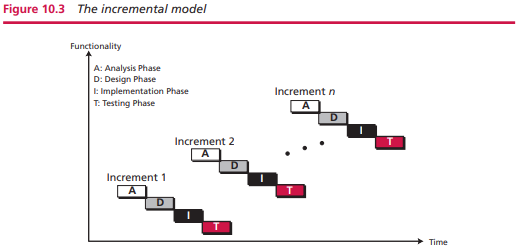 Figure 10.3 The incremental model
Functionality
A: Analysis Phase
D: Design Phase
I: Implementation Phase
T: Testing Phase
Increment n
A
D
I
T
Increment 2
A
D
I
T
Increment 1
A
D
I
T
Time